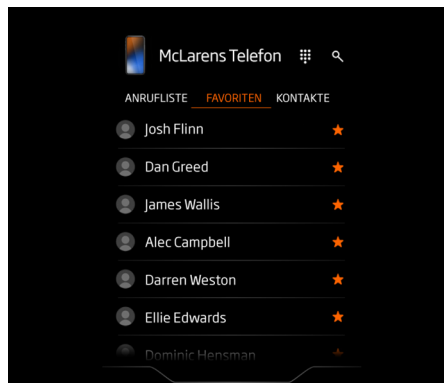 McLarens Telefon
ANRUFLISTE FAVORITEN KONTAKTE
Josh Flinn
Dan Greed
James Wallis
Alec Campbell
Darren Weston
Ellie Edwards
Dominic Hensman